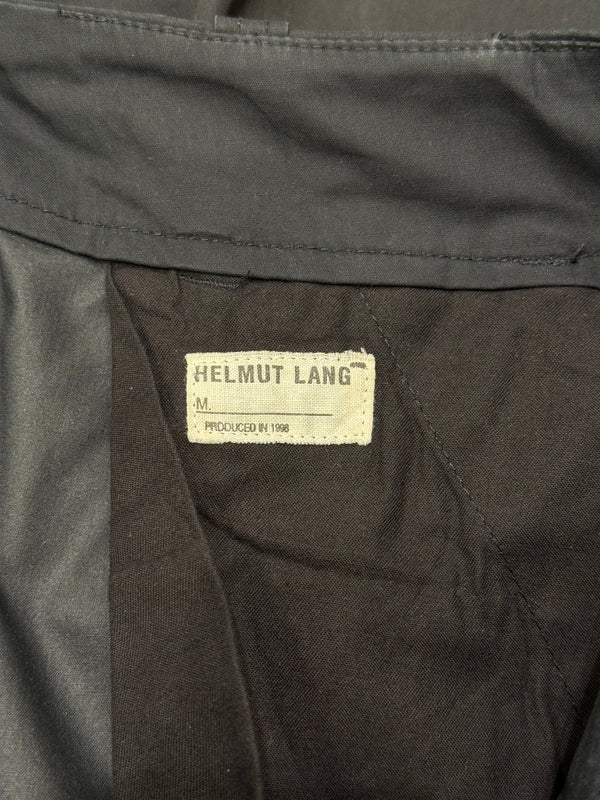 HELMUT LANG
M.
PRODUCED IN 1998